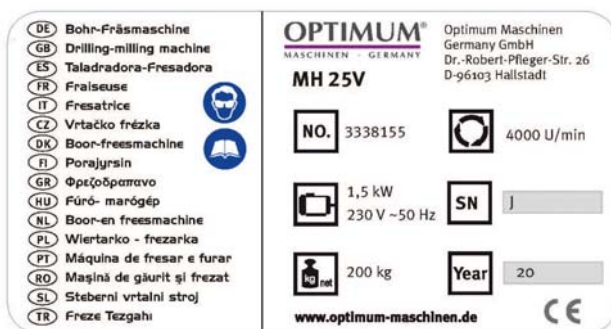 DE Bohr-Fräsmaschine
GB Drilling-milling machine
ES Taladradora-Fresadora
FR Fraiseuse
IT Fresatrice
CZ Vrtačko frézka
DK Boor-freesmachine
FI Porajyrsin
GR Φρεζοδραπανο
HU Fúró- marógép
NL Boor-en freesmachine
PL Wiertarko - frezarka
PT Máquina de fresar e furar
RO Maşină de găurit şi frezat
SL Steberni vrtalni stroj
TR Freze Tezgahı
OPTIMUM®
MASCHINEN - GERMANY
MH 25V
Optimum Maschinen
Germany GmbH
Dr.-Robert-Pfleger-Str. 26
D-96103 Hallstadt
NO. 3338155
4000 U/min
1,5 kW
230 V ~50 Hz
SN J
kg net 200 kg
Year 20
www.optimum-maschinen.de
CE